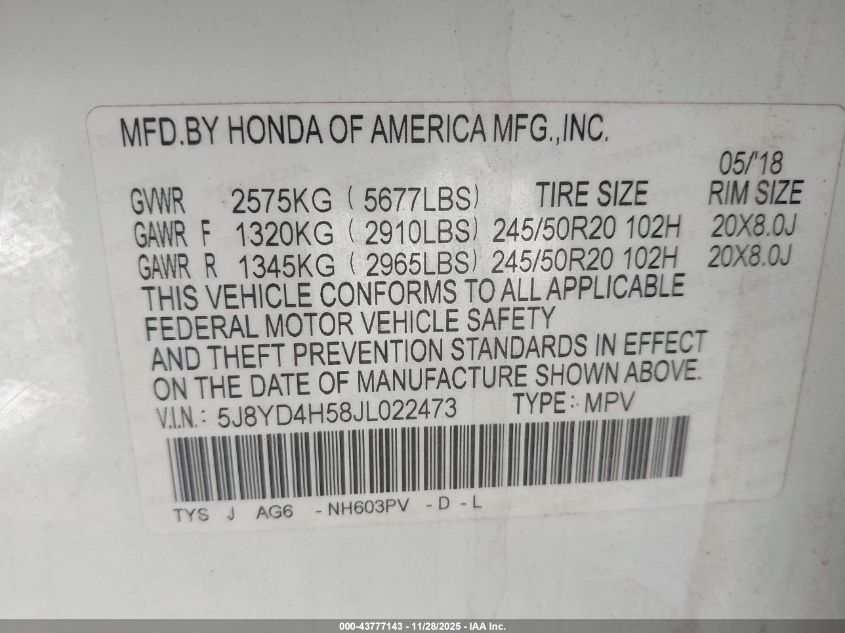 MFD.BY HONDA OF AMERICA MFG.,INC.
05/'18
GVWR 2575KG ( 5677LBS) TIRE SIZE RIM SIZE
GAWR F 1320KG ( 2910LBS) 245/50R20 102H 20X8.0J
GAWR R 1345KG ( 2965LBS) 245/50R20 102H 20X8.0J
THIS VEHICLE CONFORMS TO ALL APPLICABLE
FEDERAL MOTOR VEHICLE SAFETY
AND THEFT PREVENTION STANDARDS IN EFFECT
ON THE DATE OF MANUFACTURE SHOWN ABOVE.
V.I.N.: 5J8YD4H58JL022473 TYPE: MPV
TYS J AG6 -NH603PV -D -L
000-43777143 - 11/28/2025 - IAA Inc.